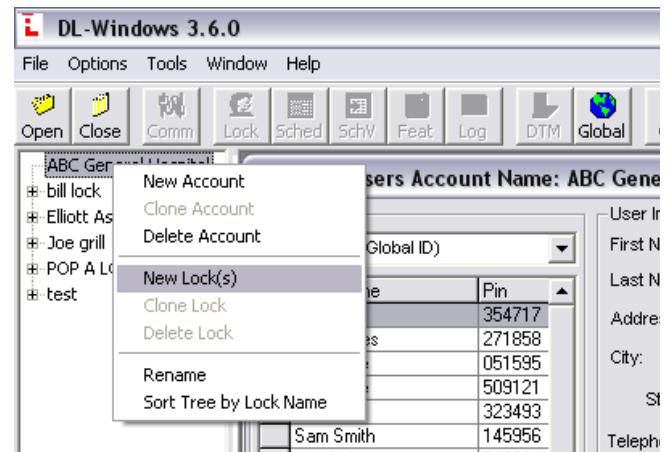 DL-Windows 3.6.0
File Options Tools Window Help
Open Close Comm Lock Sched SchV Feat Log DTM Global
ABC General Hospital
sers Account Name: ABC Gene
bill lock
Elliott As
Joe grill
POP A LO
test
New Account
Clone Account
Delete Account
New Lock(s)
Clone Lock
Delete Lock
Rename
Sort Tree by Lock Name
Global ID)
User In
First N
Last N
Addres
City:
St
Telepho
ne Pin
354717
es 271858
051595
509121
323493
Sam Smith 145956